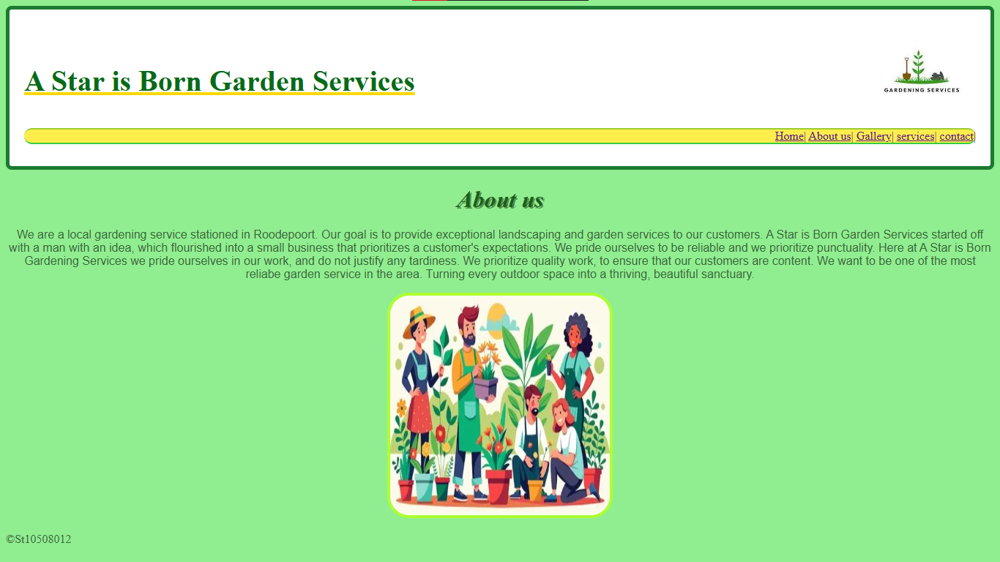 A Star is Born Garden Services
GARDENING SERVICES
Home| About us| Gallery| services| contact|
About us
We are a local gardening service stationed in Roodepoort. Our goal is to provide exceptional landscaping and garden services to our customers. A Star is Born Garden Services started off
with a man with an idea, which flourished into a small business that prioritizes a customer's expectations. We pride ourselves to be reliable and we prioritize punctuality. Here at A Star is Born
Gardening Services we pride ourselves in our work, and do not justify any tardiness. We prioritize quality work, to ensure that our customers are content. We want to be one of the most
reliabe garden service in the area. Turning every outdoor space into a thriving, beautiful sanctuary.
©St10508012